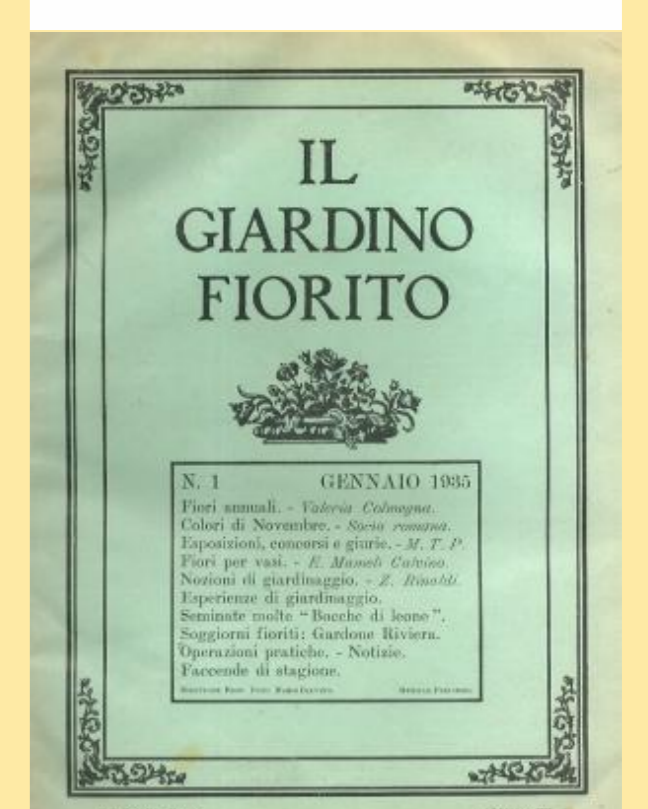 IL
GIARDINO
FIORITO
N. 1 GENNAIO 1935
Fiori annuali. - Valeria Colmegna.
Colori di Novembre. - Socia romana.
Esposizioni, concorsi e giurie. - M. T. P.
Fiori per vasi. - E. Mameli Calvino.
Nozioni di giardinaggio. - Z. Rinaldi.
Esperienze di giardinaggio.
Seminate molte "Bocche di leone".
Soggiorni fioriti: Gardone Riviera.
Operazioni pratiche. - Notizie.
Faccende di stagione.